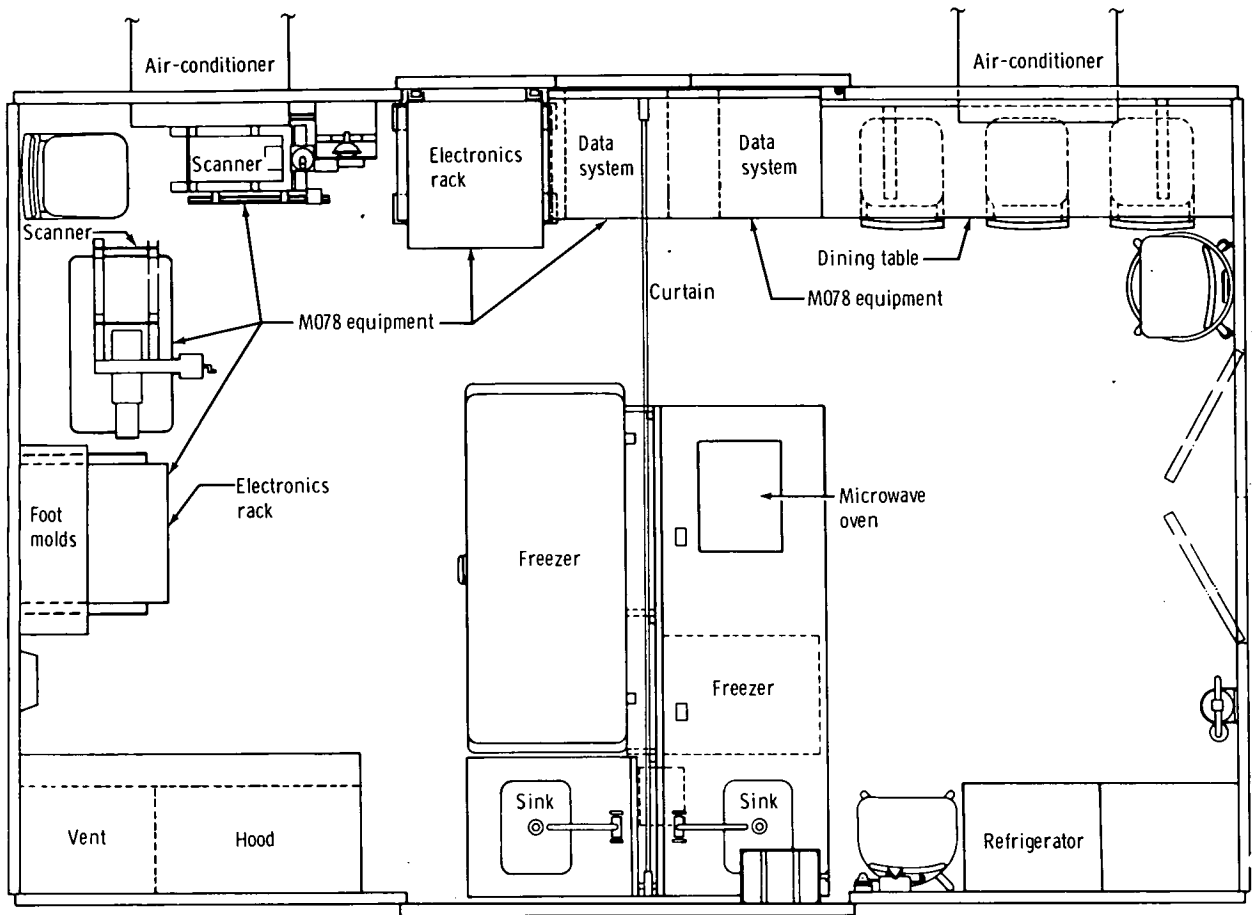 Air-conditioner
Air-conditioner
Scanner
Electronics
rack
Data
system
Data
system
Scanner
Dining table
Curtain
M078 equipment
M078 equipment
Electronics
rack
Foot
molds
Microwave
oven
Freezer
Freezer
Sink
Sink
Vent
Hood
Refrigerator